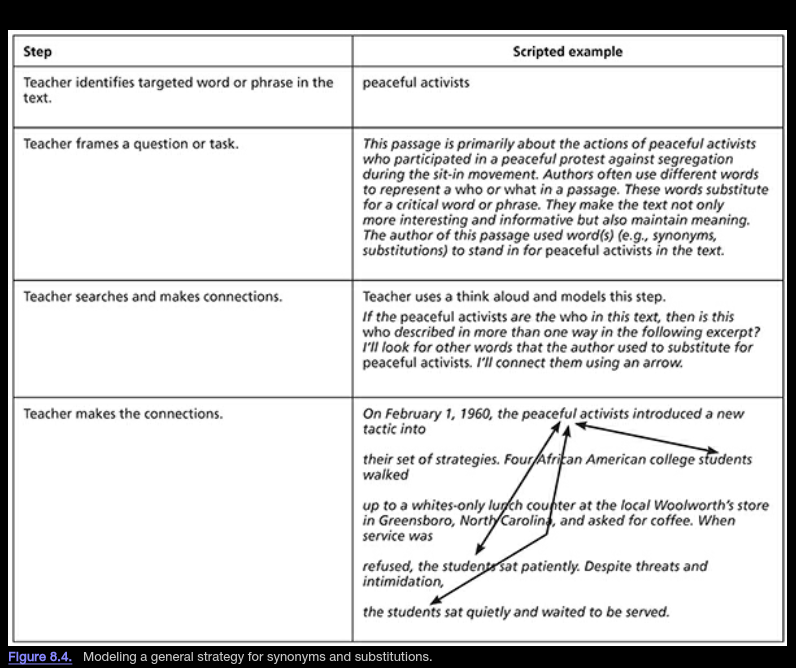 Step
Scripted example
Teacher identifies targeted word or phrase in the
text.
peaceful activists
Teacher frames a question or task.
This passage is primarily about the actions of peaceful activists
who participated in a peaceful protest against segregation
during the sit-in movement. Authors often use different words
to represent a who or what in a passage. These words substitute
for a critical word or phrase. They make the text not only
more interesting and informative but also maintain meaning.
The author of this passage used word(s) (e.g., synonyms,
substitutions) to stand in for peaceful activists in the text.
Teacher searches and makes connections.
Teacher uses a think aloud and models this step.
If the peaceful activists are the who in this text, then is this
who described in more than one way in the following excerpt?
I'll look for other words that the author used to substitute for
peaceful activists. I'll connect them using an arrow.
Teacher makes the connections.
On February 1, 1960, the peaceful activists introduced a new
tactic into
their set of strategies. Four African American college students
walked
up to a whites-only lunch counter at the local Woolworth's store
in Greensboro, North Carolina, and asked for coffee. When
service was
refused, the students sat patiently. Despite threats and
intimidation,
the students sat quietly and waited to be served.
Figure 8.4. Modeling a general strategy for synonyms and substitutions.